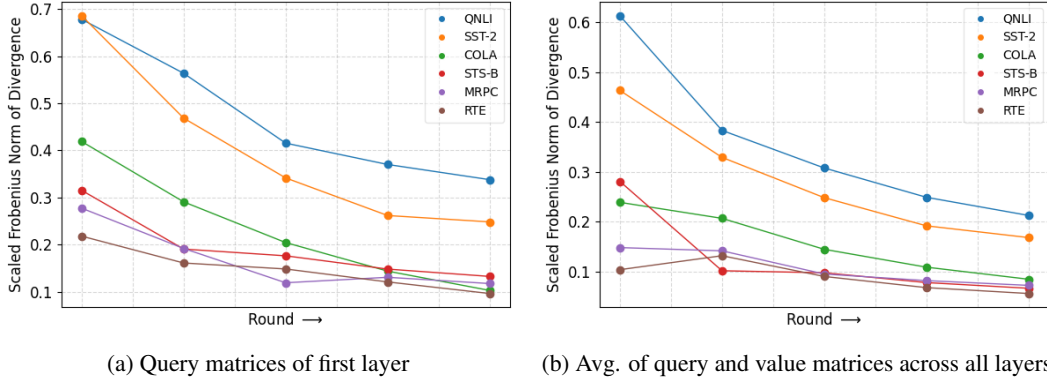 Scaled Frobenius Norm of Divergence
0.7
0.6
0.5
0.4
0.3
0.2
0.1
QNLI
SST-2
COLA
STS-B
MRPC
RTE
Round ⟶
(a) Query matrices of first layer
Scaled Frobenius Norm of Divergence
0.6
0.5
0.4
0.3
0.2
0.1
QNLI
SST-2
COLA
STS-B
MRPC
RTE
Round ⟶
(b) Avg. of query and value matrices across all layers